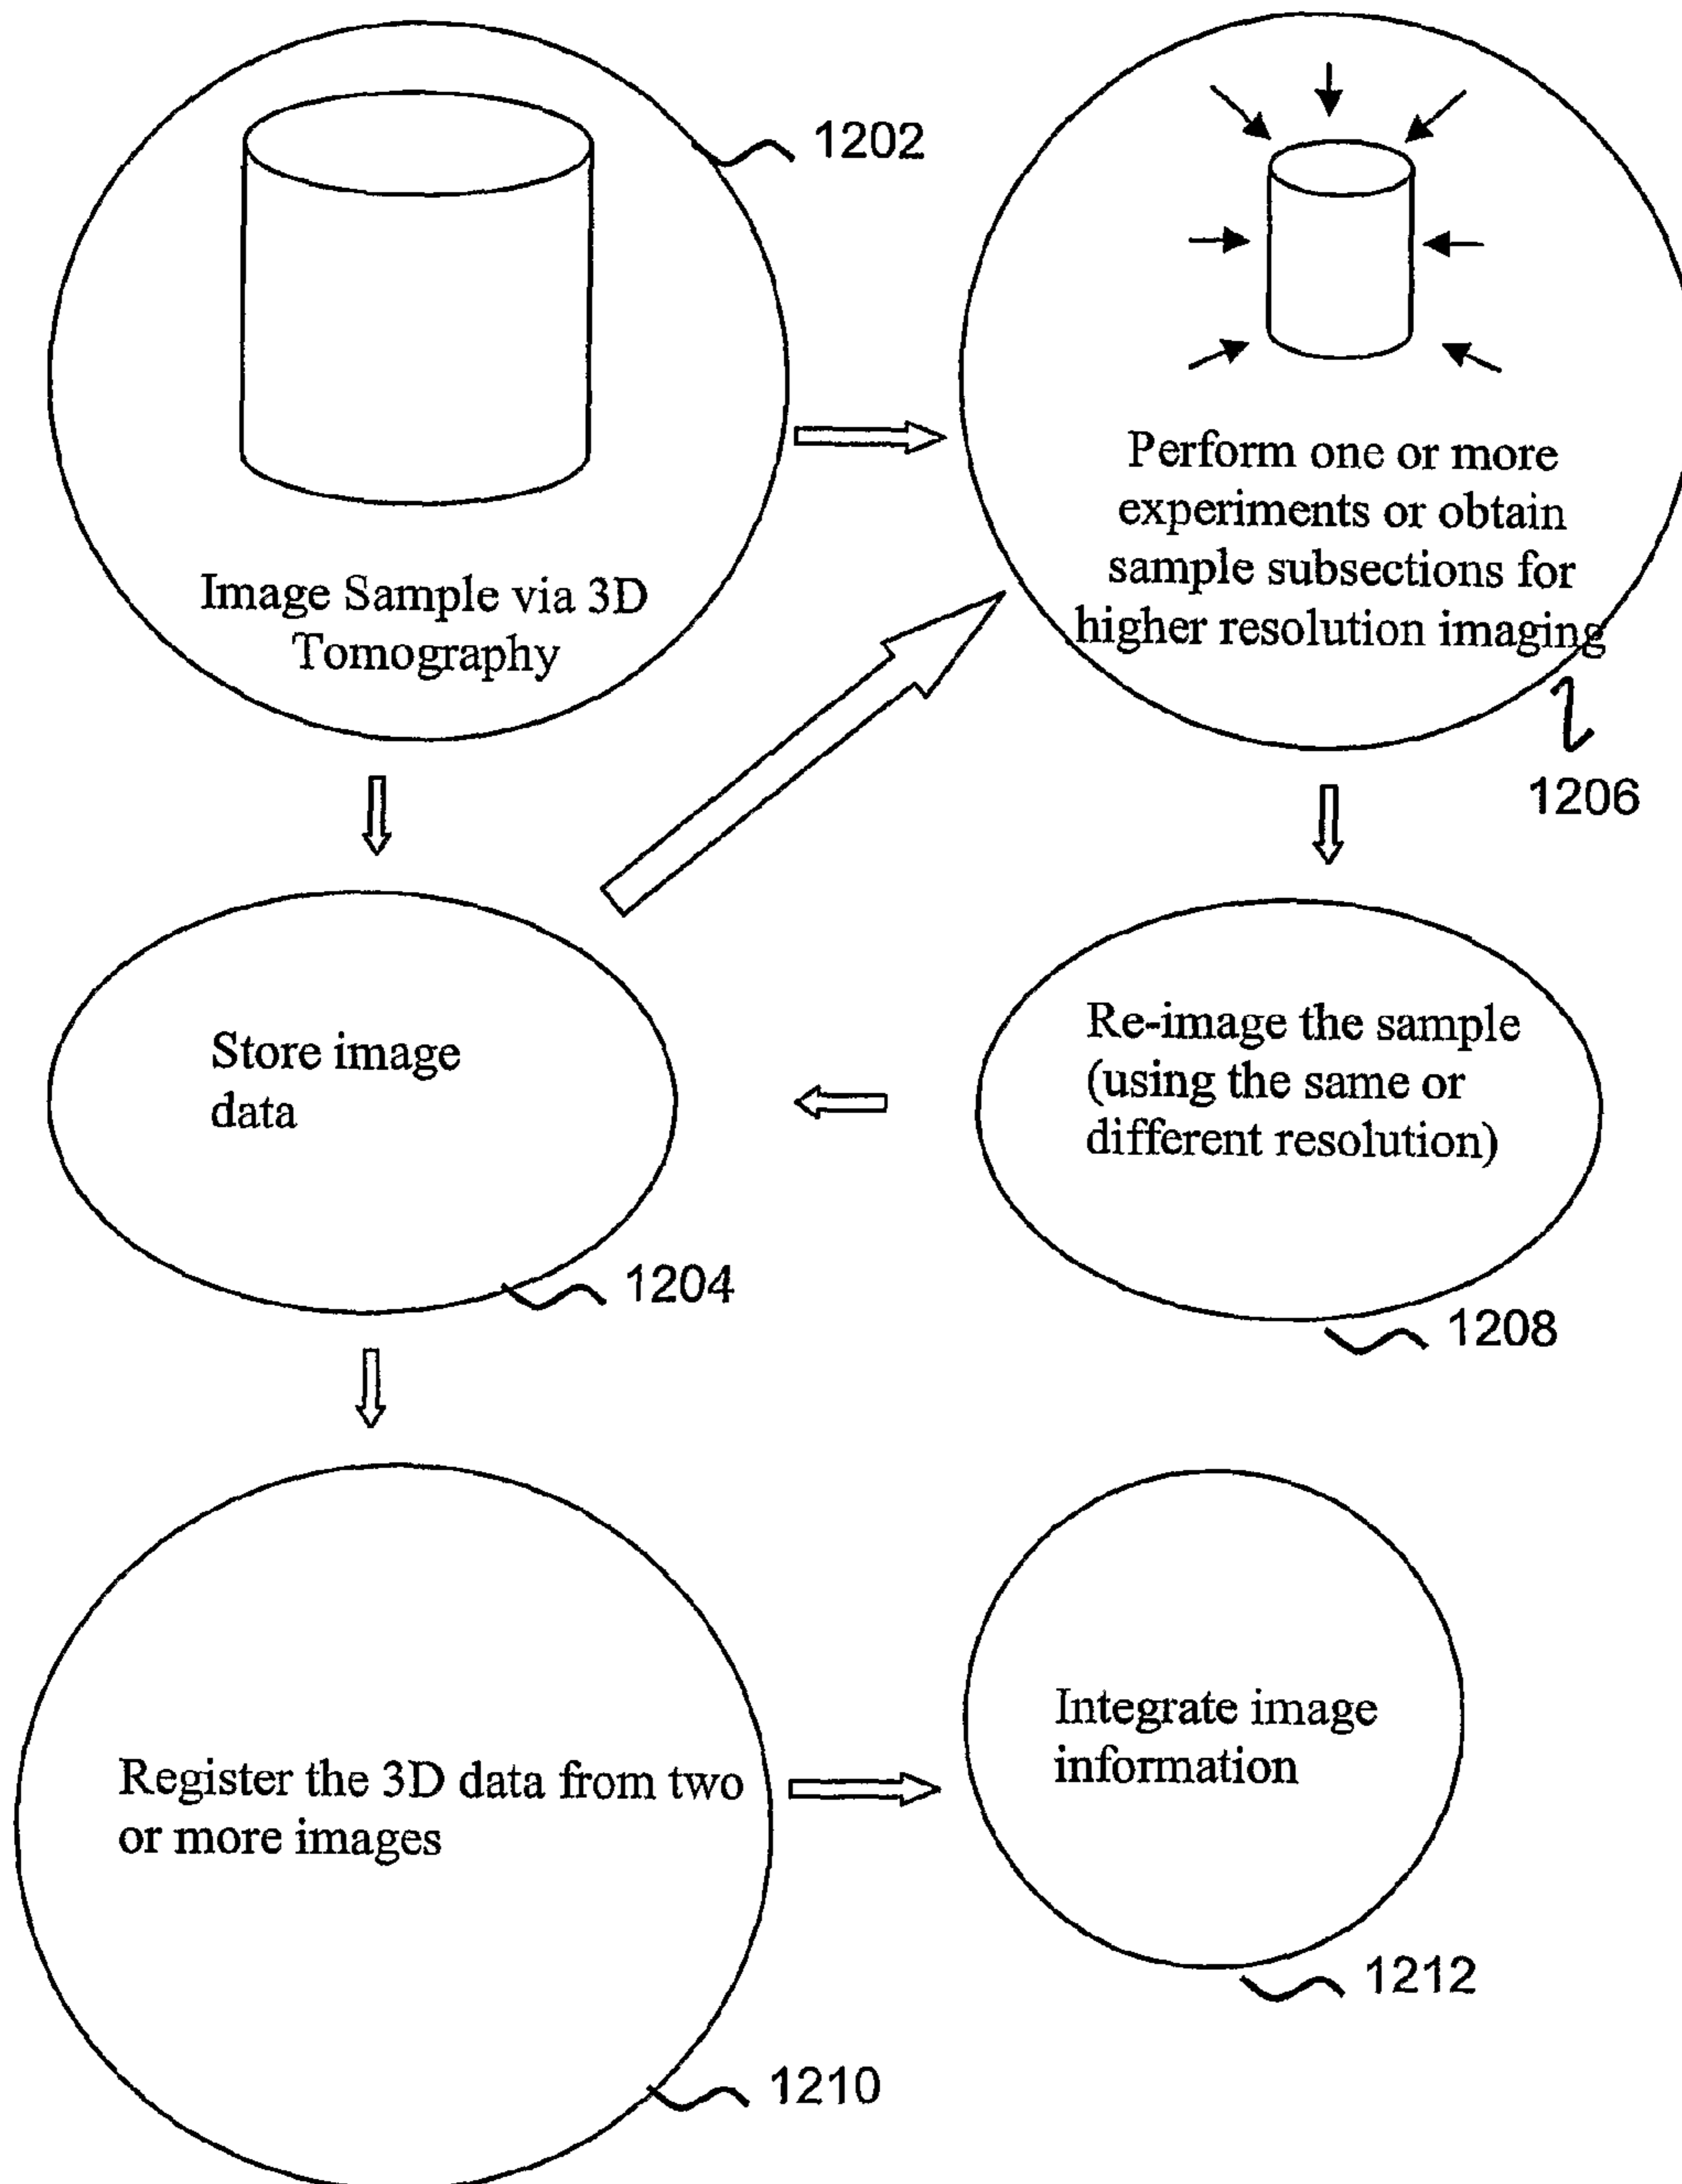 1202
Image Sample via 3D
Tomography
Perform one or more
experiments or obtain
sample subsections for
higher resolution imaging
1206
Store image
data
1204
Re-image the sample
(using the same or
different resolution)
1208
Register the 3D data from two
or more images
1210
Integrate image
information
1212